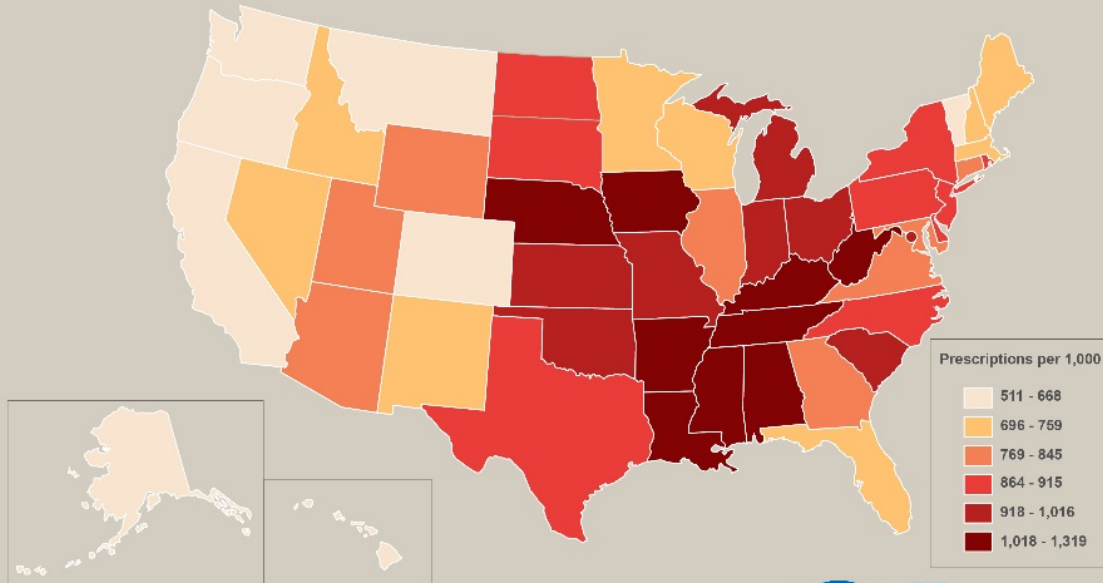 Prescriptions per 1,000
511 - 668
696 - 759
769 - 845
864 - 915
918 - 1,016
1,018 - 1,319